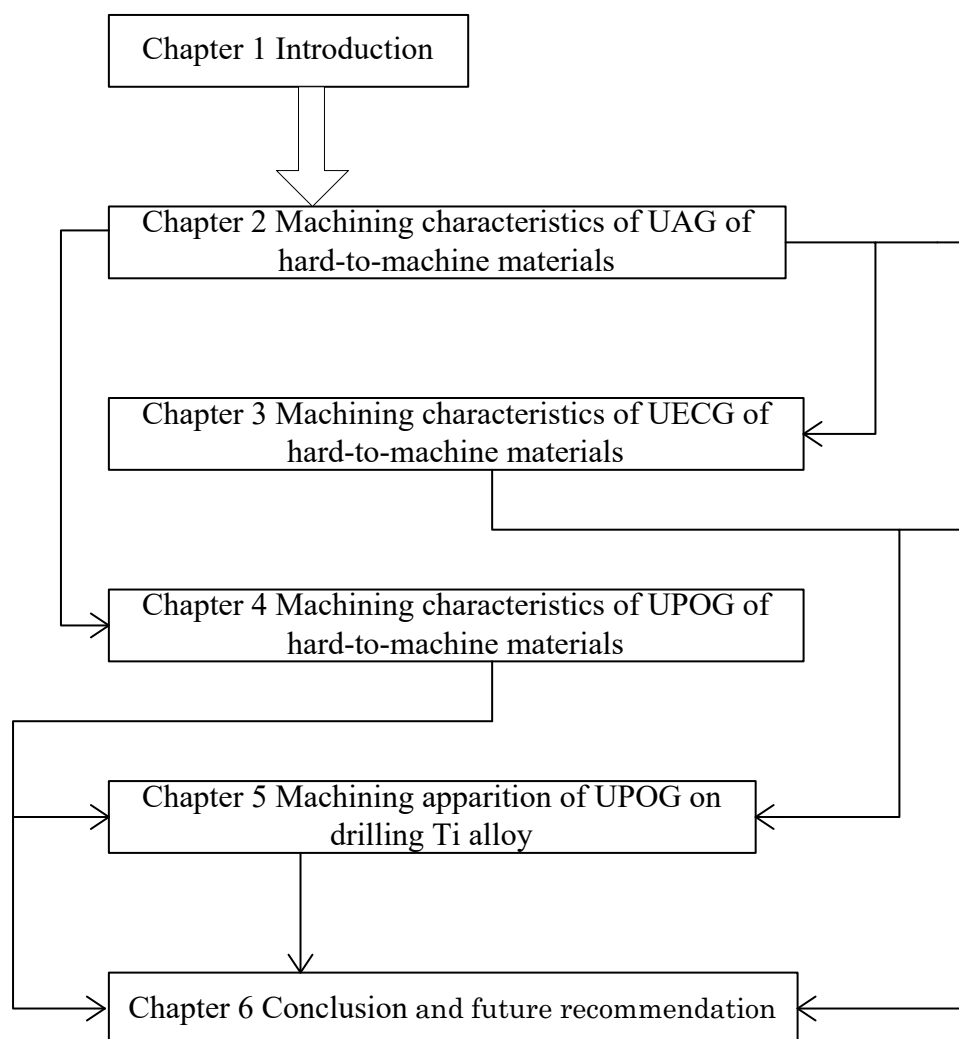 Chapter 1 Introduction
Chapter 2 Machining characteristics of UAG of
hard-to-machine materials
Chapter 3 Machining characteristics of UECG of
hard-to-machine materials
Chapter 4 Machining characteristics of UPOG of
hard-to-machine materials
Chapter 5 Machining apparition of UPOG on
drilling Ti alloy
Chapter 6 Conclusion and future recommendation